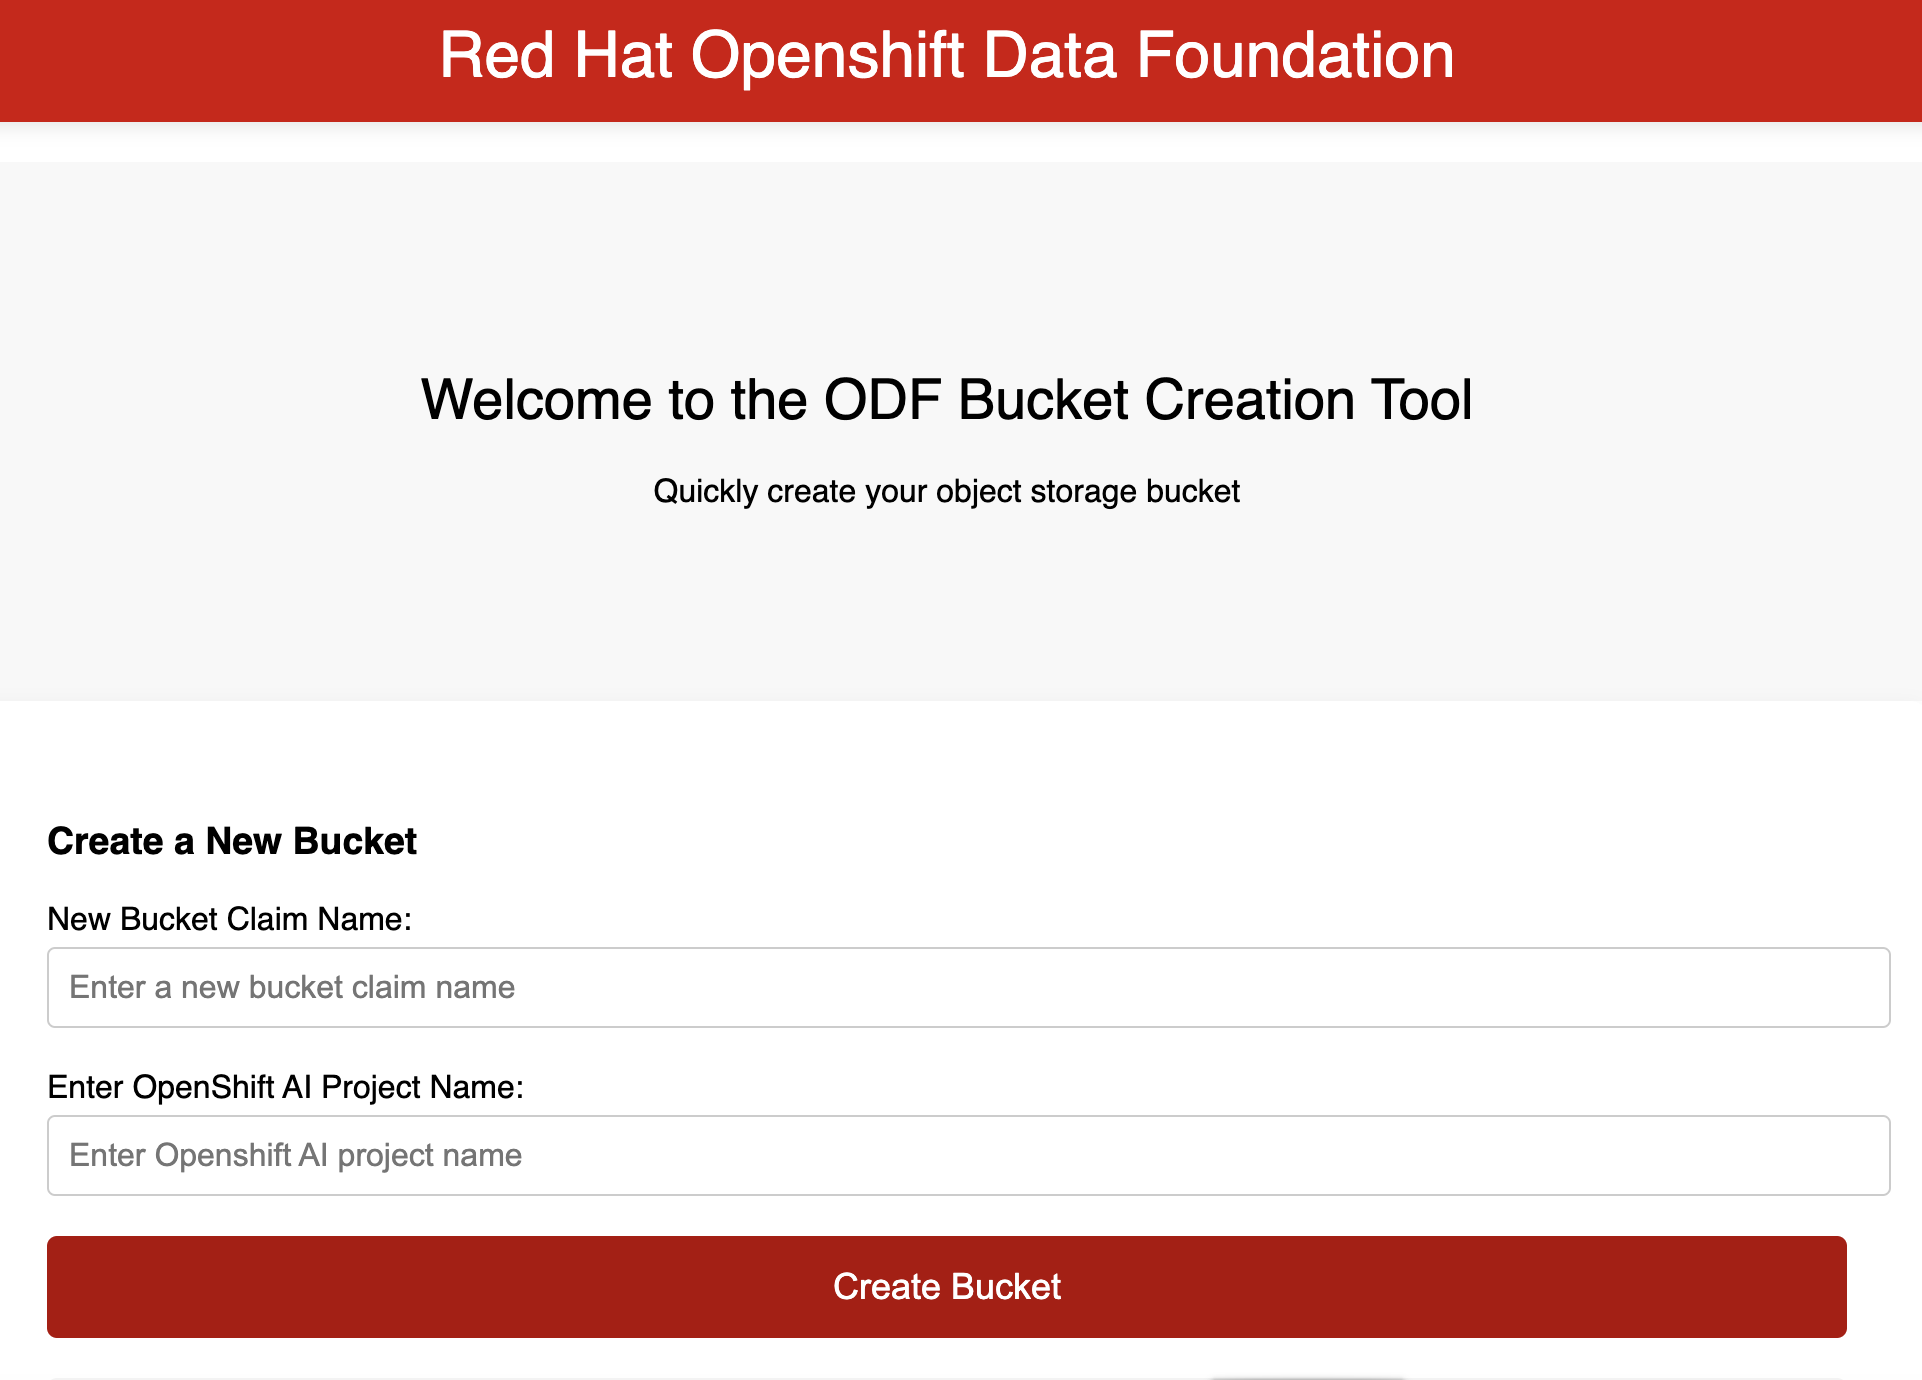 Red Hat Openshift Data Foundation
Welcome to the ODF Bucket Creation Tool
Quickly create your object storage bucket
Create a New Bucket
New Bucket Claim Name:
Enter a new bucket claim name
Enter OpenShift AI Project Name:
Enter Openshift AI project name
Create Bucket